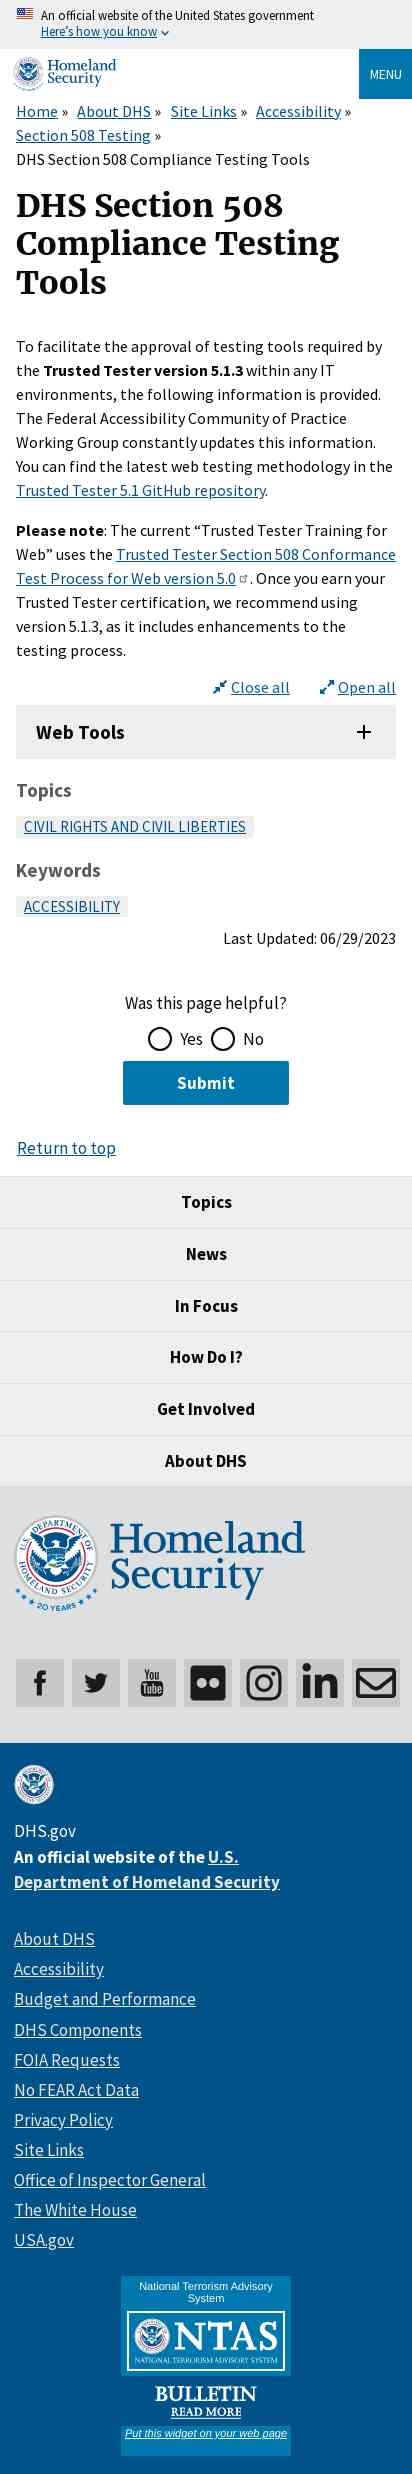 An official website of the United States government
Here's how you know
Homeland
Security
MENU
Home » About DHS » Site Links » Accessibility »
Section 508 Testing »
DHS Section 508 Compliance Testing Tools
DHS Section 508
Compliance Testing
Tools
To facilitate the approval of testing tools required by
the Trusted Tester version 5.1.3 within any IT
environments, the following information is provided.
The Federal Accessibility Community of Practice
Working Group constantly updates this information.
You can find the latest web testing methodology in the
Trusted Tester 5.1 GitHub repository.
Please note: The current “Trusted Tester Training for
Web” uses the Trusted Tester Section 508 Conformance
Test Process for Web version 5.0 . Once you earn your
Trusted Tester certification, we recommend using
version 5.1.3, as it includes enhancements to the
testing process.
Close all Open all
Web Tools
Topics
CIVIL RIGHTS AND CIVIL LIBERTIES
Keywords
ACCESSIBILITY
Last Updated: 06/29/2023
Was this page helpful?
Yes No
Submit
Return to top
Topics
News
In Focus
How Do I?
Get Involved
About DHS
U.S. DEPARTMENT OF HOMELAND SECURITY
20 YEARS
Homeland
Security
You
Tube
DHS.gov
An official website of the U.S.
Department of Homeland Security
About DHS
Accessibility
Budget and Performance
DHS Components
FOIA Requests
No FEAR Act Data
Privacy Policy
Site Links
Office of Inspector General
The White House
USA.gov
National Terrorism Advisory
System
NTAS
NATIONAL TERRORISM ADVISORY SYSTEM
BULLETIN
READ MORE
Put this widget on your web page